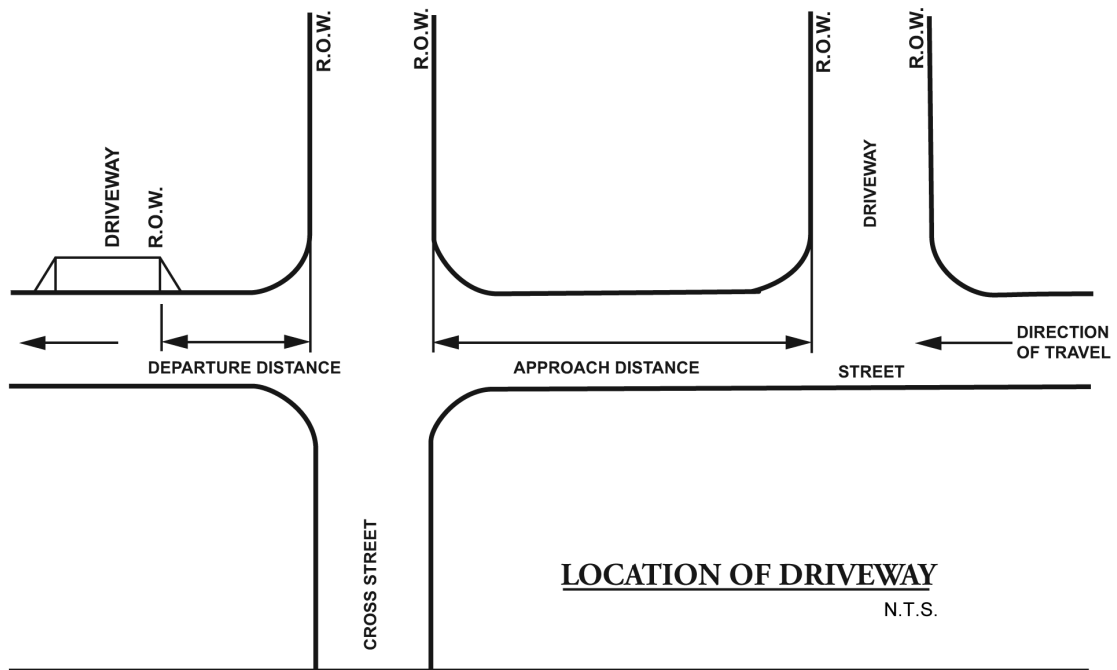 R.O.W.
R.O.W.
R.O.W.
R.O.W.
DRIVEWAY
R.O.W.
DRIVEWAY
DIRECTION
OF TRAVEL
DEPARTURE DISTANCE
APPROACH DISTANCE
STREET
CROSS STREET
LOCATION OF DRIVEWAY
N.T.S.